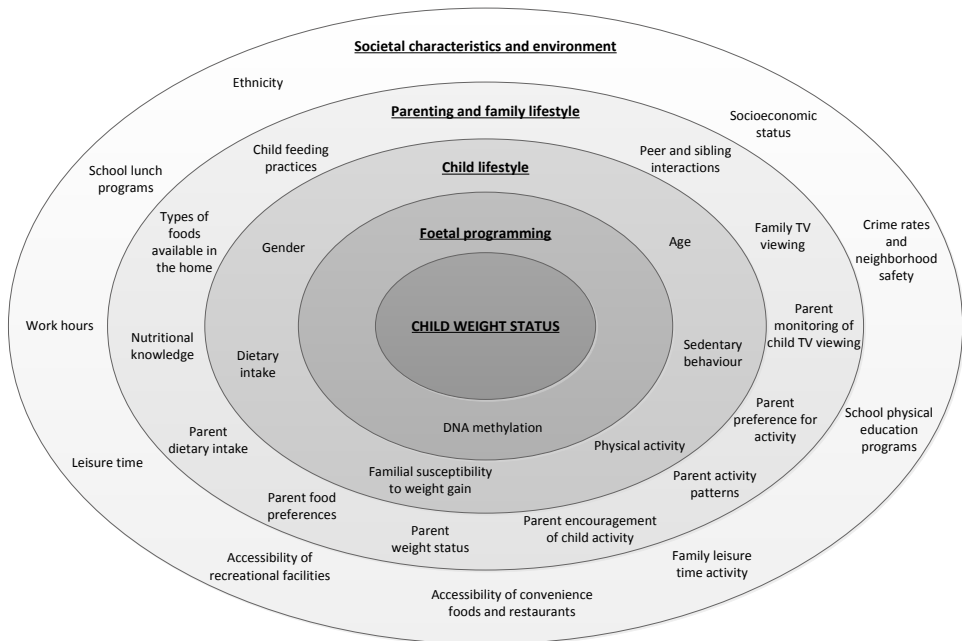 Societal characteristics and environment
Ethnicity
Parenting and family lifestyle
Socioeconomic
status
Child feeding
practices
Peer and sibling
interactions
School lunch
programs
Child lifestyle
Types of
foods
available in
the home
Gender
Foetal programming
Age
Family TV
viewing
Crime rates
and
neighborhood
safety
Work hours
Nutritional
knowledge
Dietary
intake
CHILD WEIGHT STATUS
Sedentary
behaviour
Parent
monitoring of
child TV viewing
Parent
preference for
activity
School physical
education
programs
DNA methylation
Physical activity
Parent
dietary intake
Leisure time
Familial susceptibility
to weight gain
Parent activity
patterns
Parent food
preferences
Parent
weight status
Parent encouragement
of child activity
Accessibility of
recreational facilities
Family leisure
time activity
Accessibility of convenience
foods and restaurants